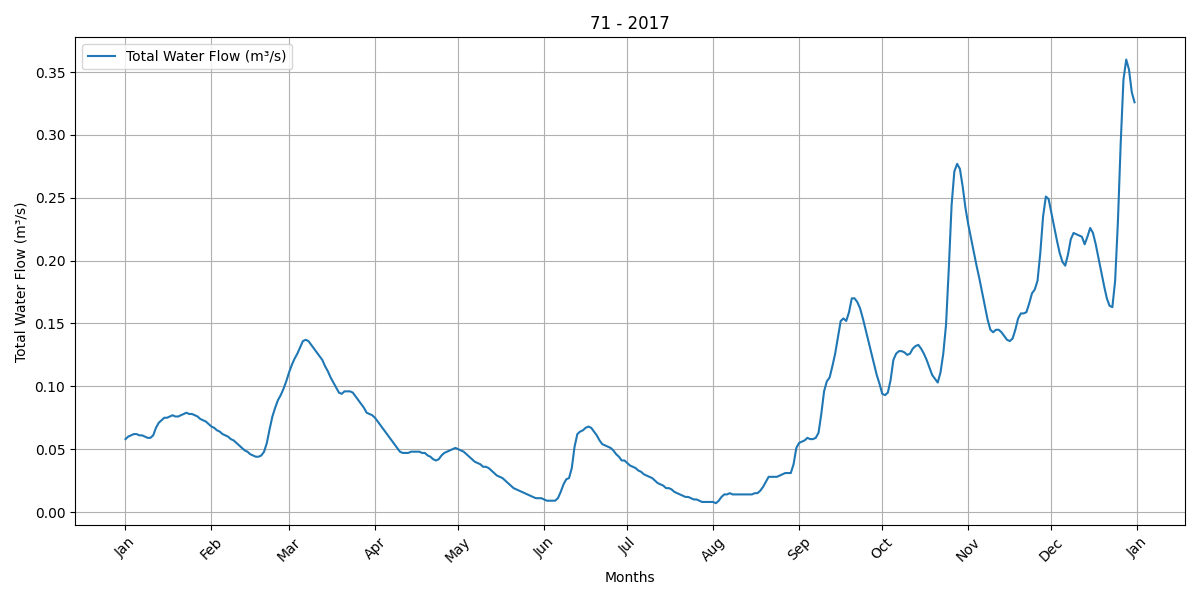 71 - 2017
Total Water Flow (m³/s)
0.35
0.30
0.25
0.20
0.15
0.10
0.05
0.00
Total Water Flow (m³/s)
Jan Feb Mar Apr May Jun Jul Aug Sep Oct Nov Dec Jan
Months